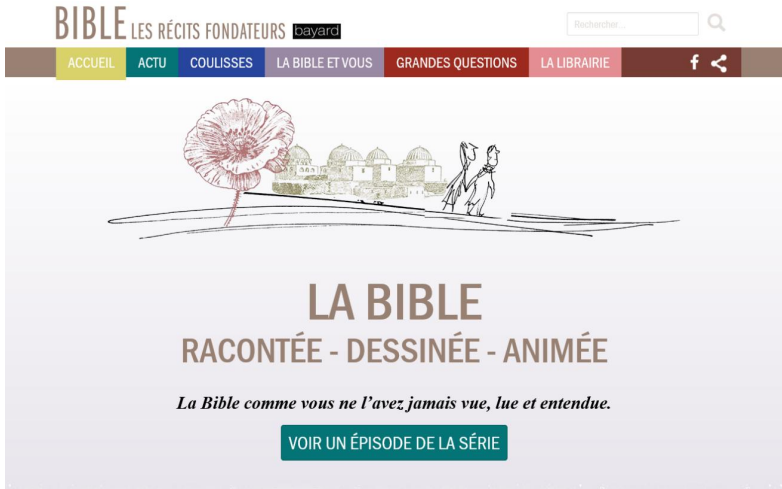 BIBLE LES RÉCITS FONDATEURS bayard
Rechercher...
ACCUEIL ACTU COULISSES LA BIBLE ET VOUS GRANDES QUESTIONS LA LIBRAIRIE f
LA BIBLE
RACONTÉE - DESSINÉE - ANIMÉE
La Bible comme vous ne l'avez jamais vue, lue et entendue.
VOIR UN ÉPISODE DE LA SÉRIE